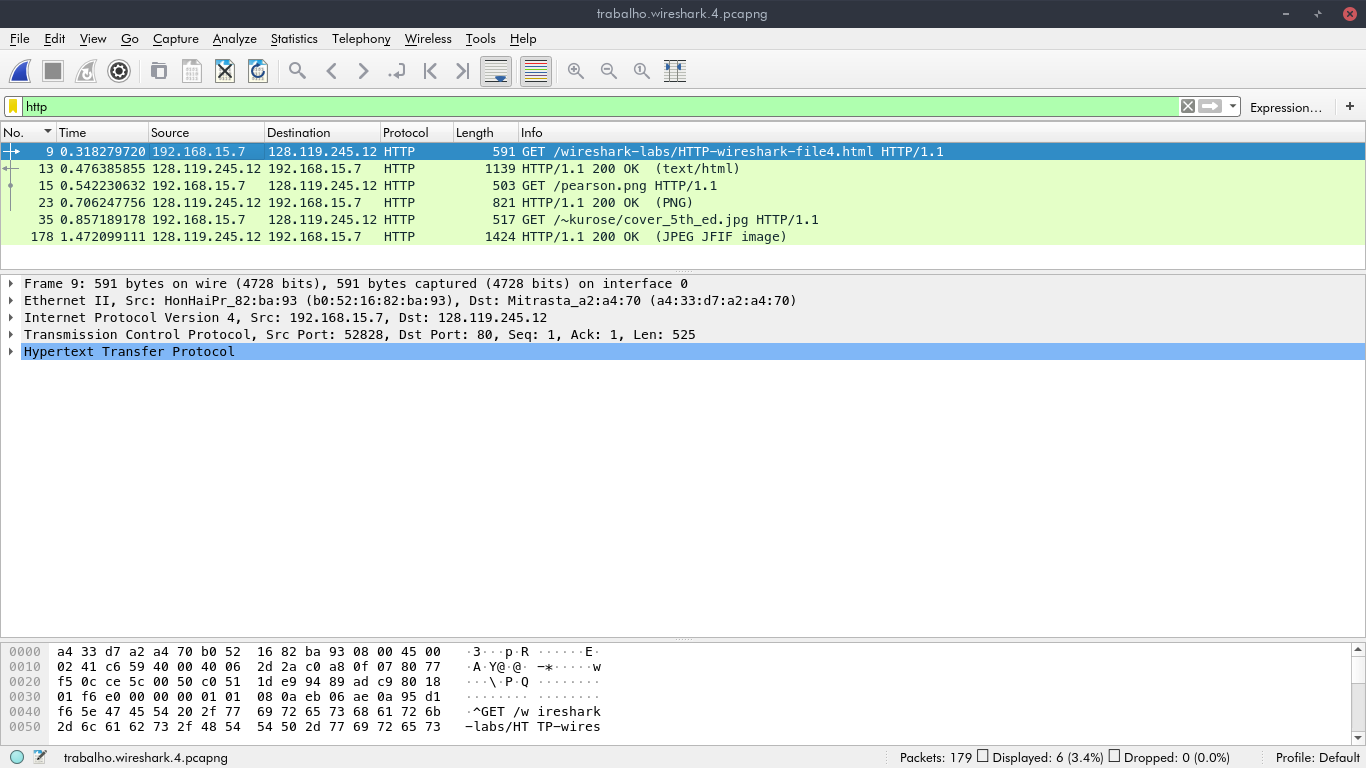 trabalho.wireshark.4.pcapng
File Edit View Go Capture Analyze Statistics Telephony Wireless Tools Help
http Expression… +
No. Time Source Destination Protocol Length Info
9 0.318279720 192.168.15.7 128.119.245.12 HTTP 591 GET /wireshark-labs/HTTP-wireshark-file4.html HTTP/1.1
13 0.476385855 128.119.245.12 192.168.15.7 HTTP 1139 HTTP/1.1 200 OK (text/html)
15 0.542230632 192.168.15.7 128.119.245.12 HTTP 503 GET /pearson.png HTTP/1.1
23 0.706247756 128.119.245.12 192.168.15.7 HTTP 821 HTTP/1.1 200 OK (PNG)
35 0.857189178 192.168.15.7 128.119.245.12 HTTP 517 GET /~kurose/cover_5th_ed.jpg HTTP/1.1
178 1.472099111 128.119.245.12 192.168.15.7 HTTP 1424 HTTP/1.1 200 OK (JPEG JFIF image)
Frame 9: 591 bytes on wire (4728 bits), 591 bytes captured (4728 bits) on interface 0
Ethernet II, Src: HonHaiPr_82:ba:93 (b0:52:16:82:ba:93), Dst: Mitrasta_a2:a4:70 (a4:33:d7:a2:a4:70)
Internet Protocol Version 4, Src: 192.168.15.7, Dst: 128.119.245.12
Transmission Control Protocol, Src Port: 52828, Dst Port: 80, Seq: 1, Ack: 1, Len: 525
Hypertext Transfer Protocol
0000 a4 33 d7 a2 a4 70 b0 52 16 82 ba 93 08 00 45 00 ·3···p·R ······E·
0010 02 41 c6 59 40 00 40 06 2d 2a c0 a8 0f 07 80 77 ·A·Y@·@· -*·····w
0020 f5 0c ce 5c 00 50 c0 51 1d e9 94 89 ad c9 80 18 ···\·P·Q ········
0030 01 f6 e0 00 00 00 01 01 08 0a eb 06 ae 0a 95 d1 ········ ········
0040 f6 5e 47 45 54 20 2f 77 69 72 65 73 68 61 72 6b ·^GET /w ireshark
0050 2d 6c 61 62 73 2f 48 54 54 50 2d 77 69 72 65 73 -labs/HT TP-wires
trabalho.wireshark.4.pcapng Packets: 179 Displayed: 6 (3.4%) Dropped: 0 (0.0%) Profile: Default